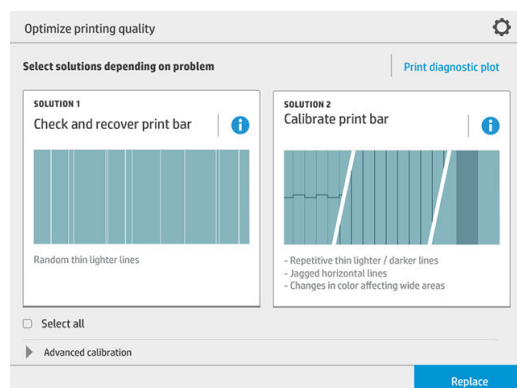 Optimize printing quality
Select solutions depending on problem
Print diagnostic plot
SOLUTION 1
Check and recover print bar
Random thin lighter lines
SOLUTION 2
Calibrate print bar
- Repetitive thin lighter / darker lines
- Jagged horizontal lines
- Changes in color affecting wide areas
Select all
Advanced calibration
Replace